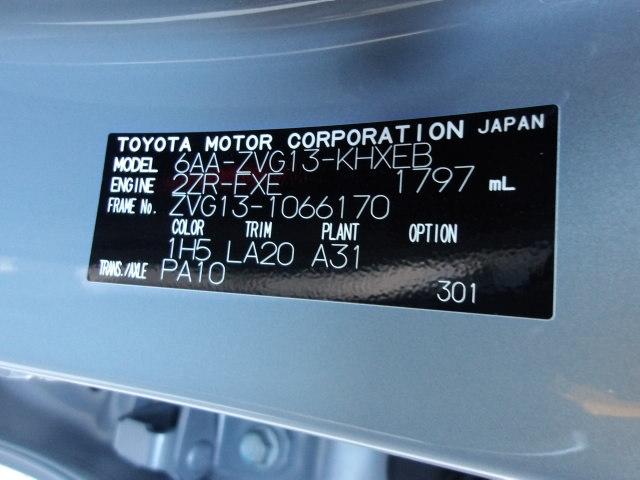 TOYOTA MOTOR CORPORATION JAPAN
MODEL 6AA-ZVG13-KHXEB
ENGINE 2ZR-FXE 1797 mL
FRAME No. ZVG13-1066170
COLOR TRIM PLANT OPTION
1H5 LA20 A31
TRANS./AXLE PA10
301